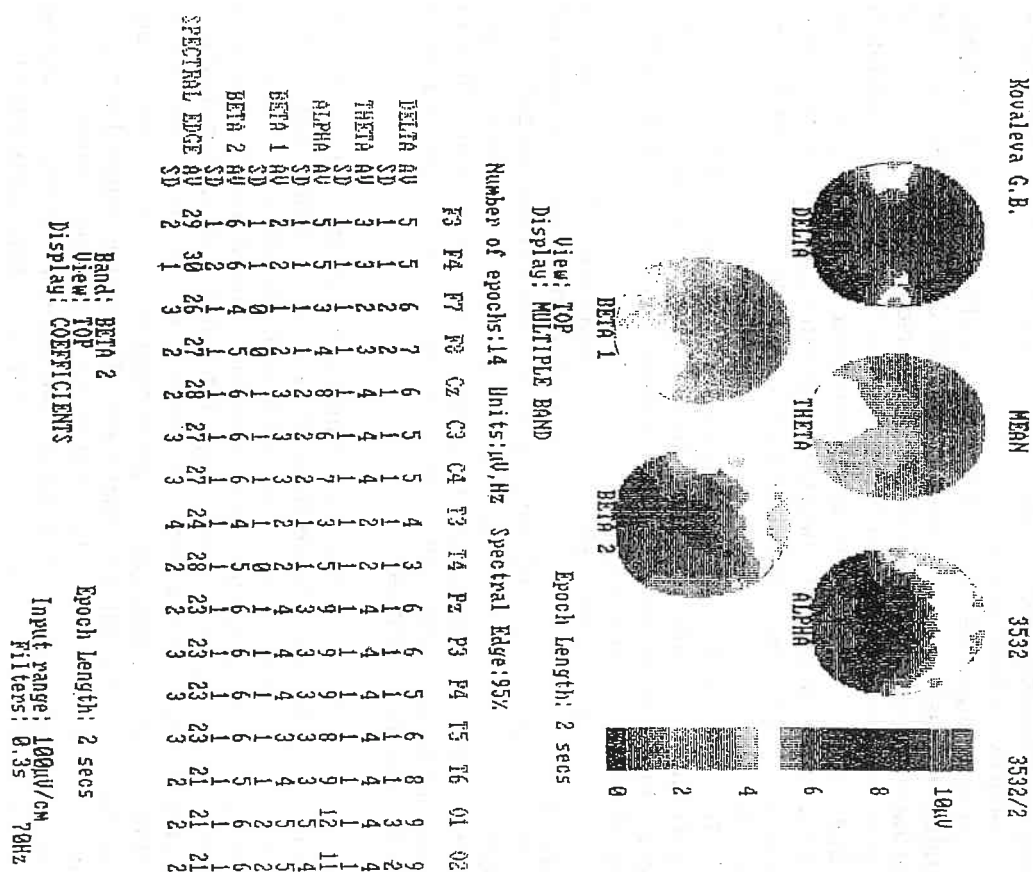 Kovaleva G.B. MEAN 3532 3532/2
DELTA THETA ALPHA
10µV
8
6
4
2
0
BETA 1 BETA 2
View: TOP Epoch Length: 2 secs
Display: MULTIPLE BAND
Number of epochs:14 Units:µV,Hz Spectral Edge:95%
F3 F4 F7 F8 Cz C3 C4 T3 T4 Pz P3 P4 T5 T6 O1 O2
DELTA AV 5 5 6 7 6 5 5 4 3 6 6 5 6 8 9 9
SD 1 1 2 2 1 1 1 1 1 1 1 1 1 1 3 2
THETA AV 3 3 2 3 4 4 4 2 2 4 4 4 4 4 4 4
SD 1 1 1 1 1 1 1 1 1 1 1 1 1 1 1 1
ALPHA AV 5 5 3 4 8 6 7 3 5 9 9 9 8 9 12 11
SD 1 1 1 1 2 2 2 1 1 3 3 3 3 3 5 4
BETA 1 AV 2 2 1 2 3 3 3 2 2 4 4 4 3 4 5 5
SD 1 1 0 0 1 1 1 1 0 1 1 1 1 1 2 2
BETA 2 AV 6 6 4 5 6 6 6 4 5 6 6 6 6 5 6 6
SD 1 2 1 1 1 1 1 1 1 1 1 1 1 1 1 1
SPECTRAL EDGE AV 29 30 26 27 28 27 27 24 28 23 23 23 23 21 21 21
SD 2 1 3 2 2 3 3 4 2 2 3 3 3 2 2 2
Band: BETA 2 Epoch Length: 2 secs
View: TOP Input range: 100µV/cm
Display: COEFFICIENTS Filters: 0.3s 70Hz